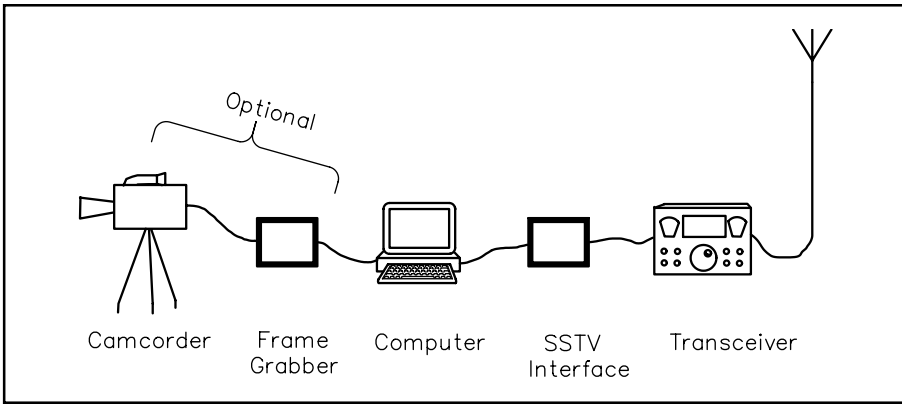 Optional
Camcorder
Frame
Grabber
Computer
SSTV
Interface
Transceiver